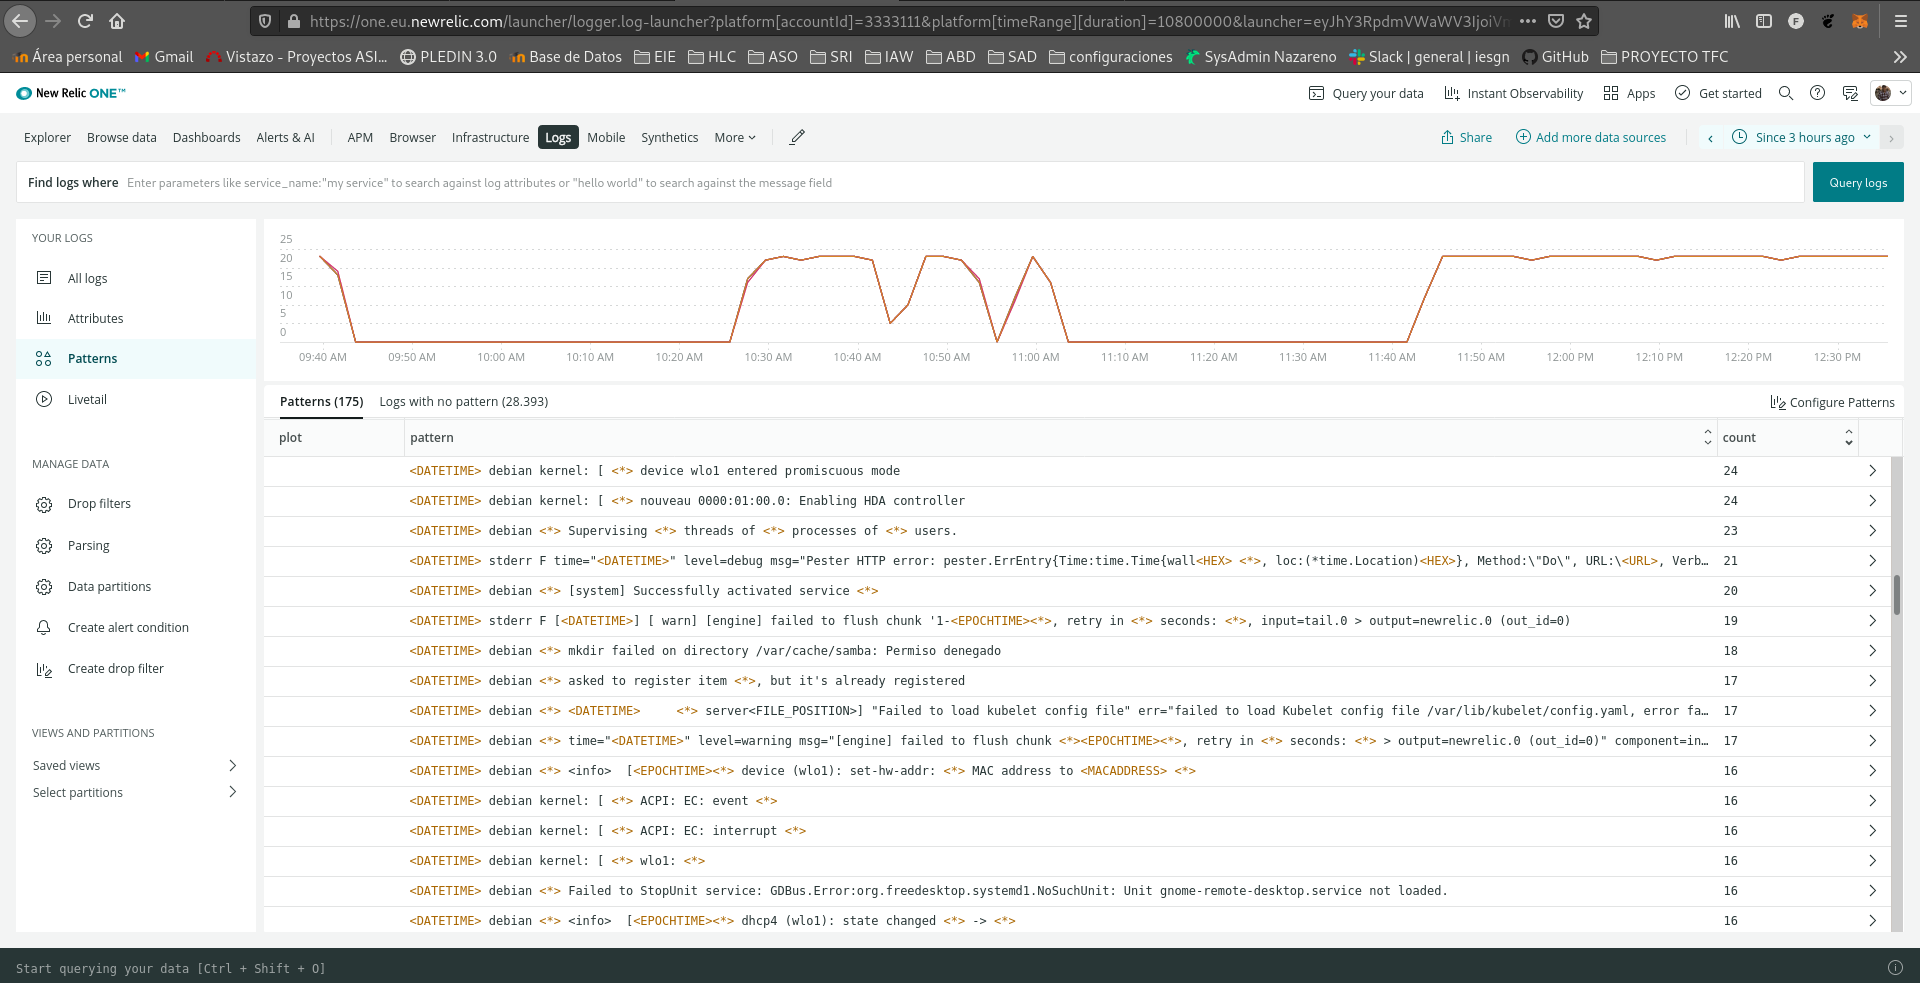 https://one.eu.newrelic.com/launcher/logger.log-launcher?platform[accountId]=3333111&platform[timeRange][duration]=10800000&launcher=eyJhY3RpdmVWaWV3IjoiVm
Área personal Gmail Vistazo - Proyectos ASI... PLEDIN 3.0 Base de Datos EIE HLC ASO SRI IAW ABD SAD configuraciones SysAdmin Nazareno Slack | general | iesgn GitHub PROYECTO TFC
New Relic ONE™ Query your data Instant Observability Apps Get started
Explorer Browse data Dashboards Alerts & AI APM Browser Infrastructure Logs Mobile Synthetics More Share Add more data sources Since 3 hours ago
Find logs where Enter parameters like service_name:"my service" to search against log attributes or "hello world" to search against the message field Query logs
YOUR LOGS
All logs
Attributes
Patterns
Livetail
MANAGE DATA
Drop filters
Parsing
Data partitions
Create alert condition
Create drop filter
VIEWS AND PARTITIONS
Saved views
Select partitions
25
20
15
10
5
0
09:40 AM 09:50 AM 10:00 AM 10:10 AM 10:20 AM 10:30 AM 10:40 AM 10:50 AM 11:00 AM 11:10 AM 11:20 AM 11:30 AM 11:40 AM 11:50 AM 12:00 PM 12:10 PM 12:20 PM 12:30 PM
Patterns (175) Logs with no pattern (28.393) Configure Patterns
plot pattern count
<DATETIME> debian kernel: [ <*> device wlo1 entered promiscuous mode 24
<DATETIME> debian kernel: [ <*> nouveau 0000:01:00.0: Enabling HDA controller 24
<DATETIME> debian <*> Supervising <*> threads of <*> processes of <*> users. 23
<DATETIME> stderr F time="<DATETIME>" level=debug msg="Pester HTTP error: pester.ErrEntry{Time:time.Time{wall<HEX> <*>, loc:(*time.Location)<HEX>}, Method:\"Do\", URL:\<URL>, Verb... 21
<DATETIME> debian <*> [system] Successfully activated service <*> 20
<DATETIME> stderr F [<DATETIME>] [ warn] [engine] failed to flush chunk '1-<EPOCHTIME><*>, retry in <*> seconds: <*>, input=tail.0 > output=newrelic.0 (out_id=0) 19
<DATETIME> debian <*> mkdir failed on directory /var/cache/samba: Permiso denegado 18
<DATETIME> debian <*> asked to register item <*>, but it's already registered 17
<DATETIME> debian <*> <DATETIME> <*> server<FILE_POSITION>] "Failed to load kubelet config file" err="failed to load Kubelet config file /var/lib/kubelet/config.yaml, error fa... 17
<DATETIME> debian <*> time="<DATETIME>" level=warning msg="[engine] failed to flush chunk <*><EPOCHTIME><*>, retry in <*> seconds: <*> > output=newrelic.0 (out_id=0)" component=in... 17
<DATETIME> debian <*> <info> [<EPOCHTIME><*> device (wlo1): set-hw-addr: <*> MAC address to <MACADDRESS> <*> 16
<DATETIME> debian kernel: [ <*> ACPI: EC: event <*> 16
<DATETIME> debian kernel: [ <*> ACPI: EC: interrupt <*> 16
<DATETIME> debian kernel: [ <*> wlo1: <*> 16
<DATETIME> debian <*> Failed to StopUnit service: GDBus.Error:org.freedesktop.systemd1.NoSuchUnit: Unit gnome-remote-desktop.service not loaded. 16
<DATETIME> debian <*> <info> [<EPOCHTIME><*> dhcp4 (wlo1): state changed <*> -> <*> 16
Start querying your data [Ctrl + Shift + O]